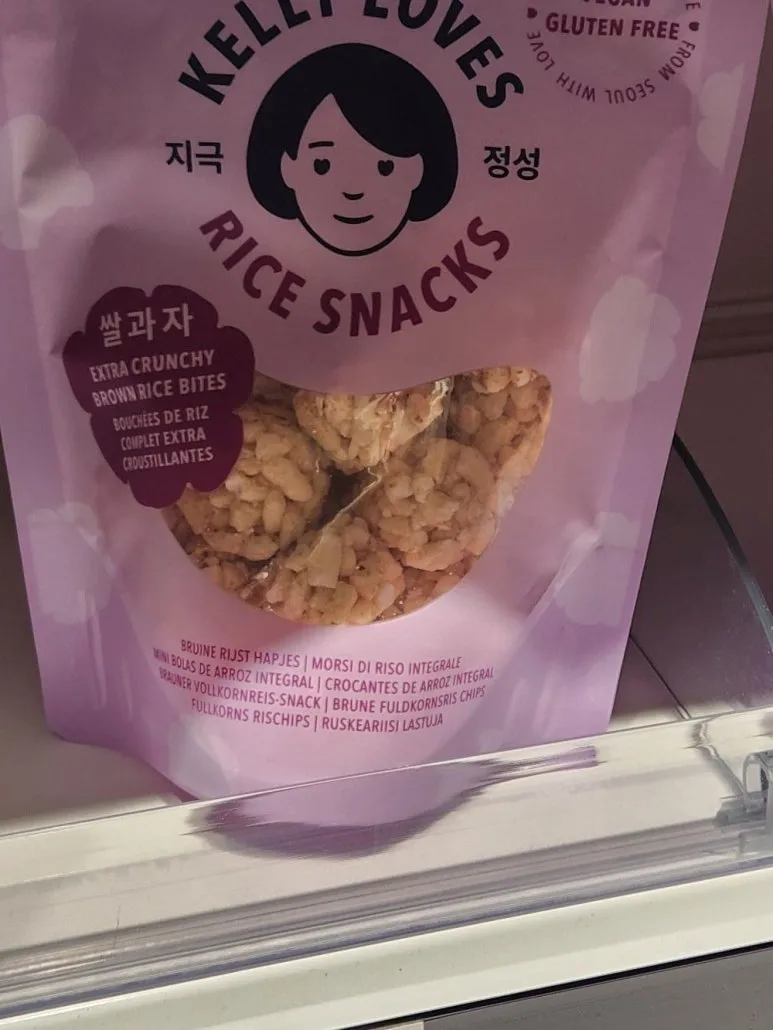 KELLY LOVES
GLUTEN FREE
FROM SEOUL WITH LOVE
지극
정성
RICE SNACKS
쌀과자
EXTRA CRUNCHY
BROWN RICE BITES
BOUCHÉES DE RIZ
COMPLET EXTRA
CROUSTILLANTES
BRUINE RIJST HAPJES | MORSI DI RISO INTEGRALE
MINI BOLAS DE ARROZ INTEGRAL | CROCANTES DE ARROZ INTEGRAL
BRAUNER VOLLKORNREIS-SNACK | BRUNE FULDKORNSRIS CHIPS
FULLKORNS RISCHIPS | RUSKEARIISI LASTUJA